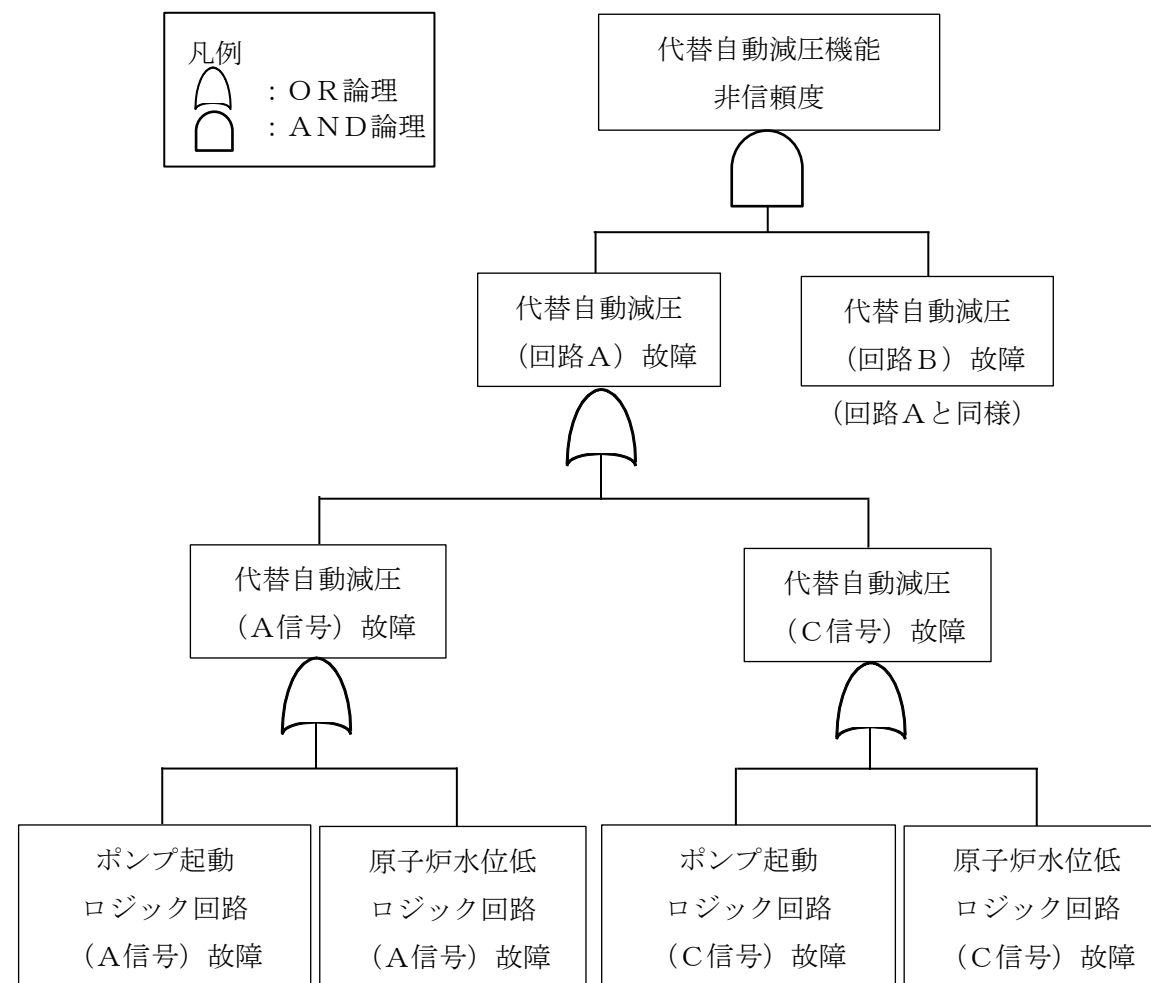 凡例
：ＯＲ論理
：ＡＮＤ論理
代替自動減圧機能
非信頼度
代替自動減圧
（回路Ａ）故障
代替自動減圧
（回路Ｂ）故障
（回路Ａと同様）
代替自動減圧
（Ａ信号）故障
代替自動減圧
（Ｃ信号）故障
ポンプ起動
ロジック回路
（Ａ信号）故障
原子炉水位低
ロジック回路
（Ａ信号）故障
ポンプ起動
ロジック回路
（Ｃ信号）故障
原子炉水位低
ロジック回路
（Ｃ信号）故障